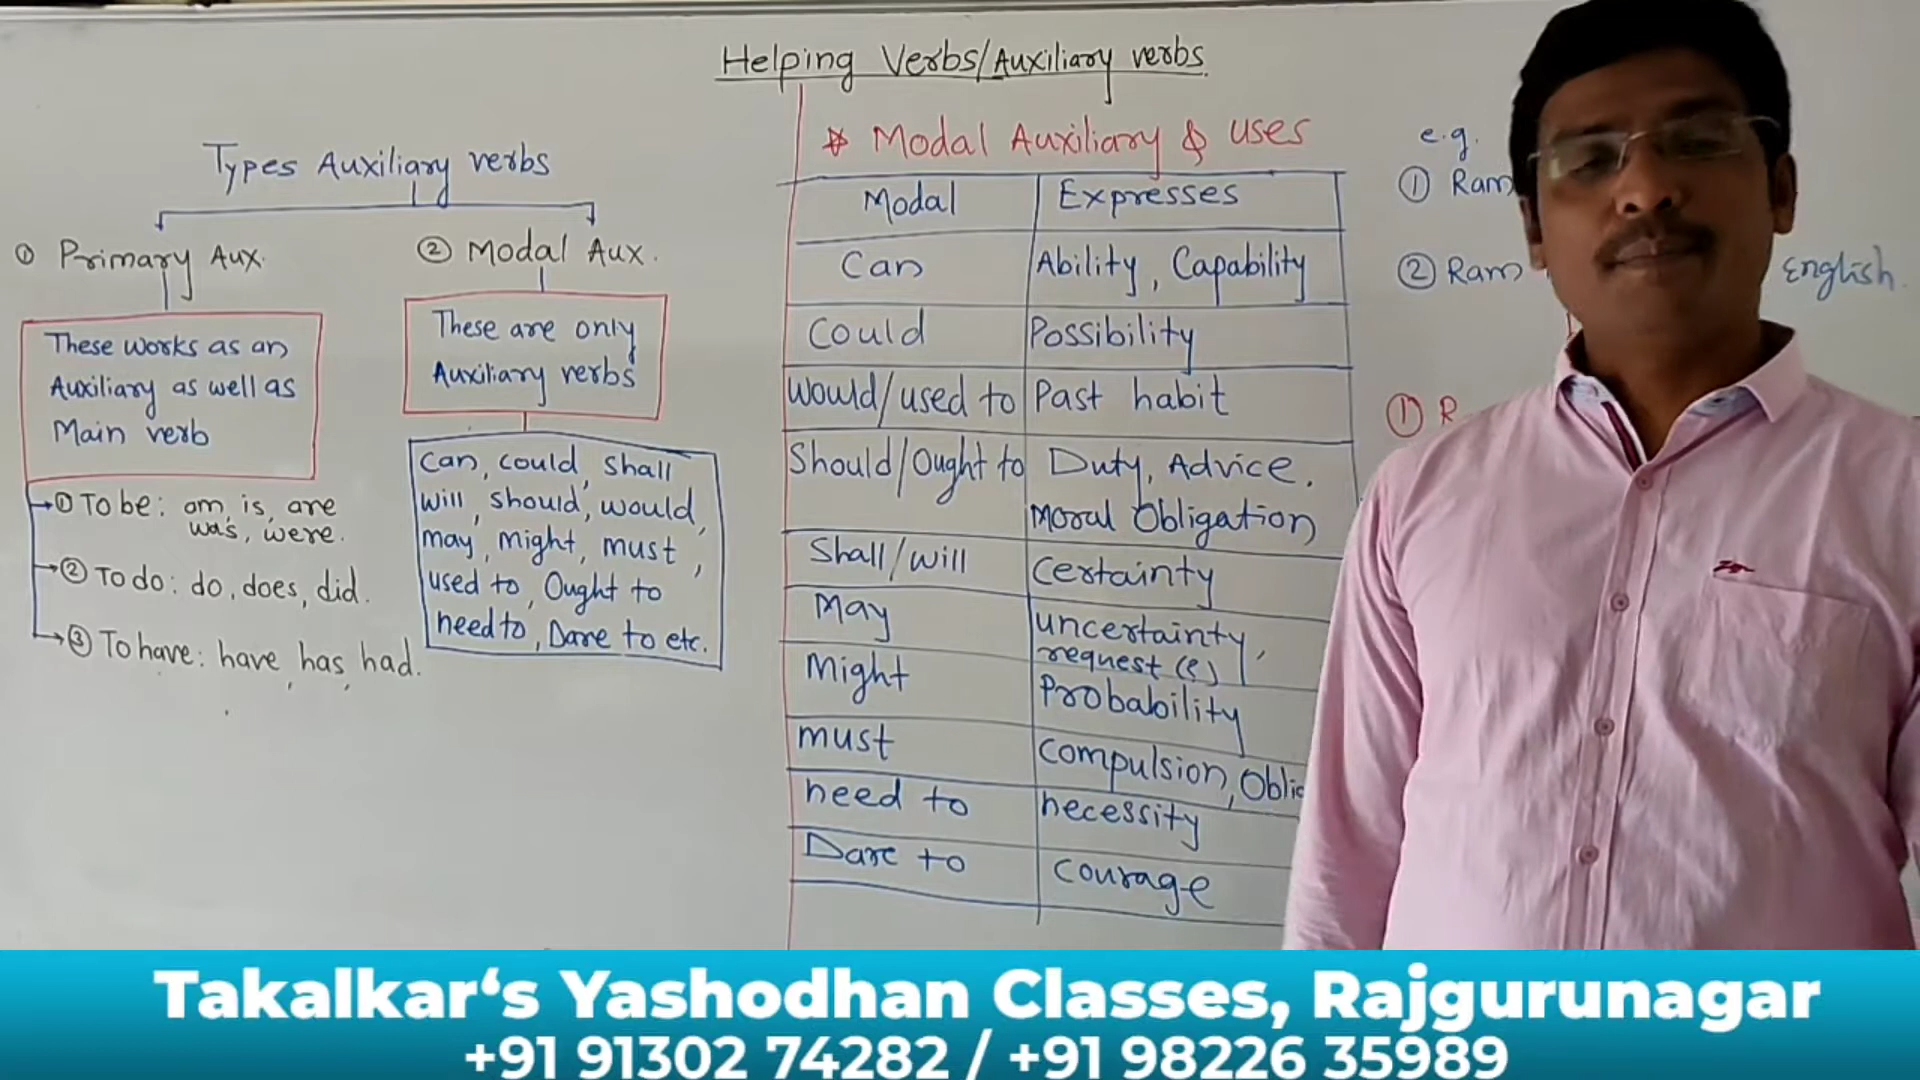 Helping Verbs/Auxiliary verbs.
Types Auxiliary verbs
① Primary Aux.
These works as an
Auxiliary as well as
Main verb
① To be: am, is, are
was, were.
② To do: do, does, did.
③ To have: have, has, had.
② Modal Aux.
These are only
Auxiliary verbs
Can, could, shall
will, should, would,
may, might, must,
used to, Ought to
need to, Dare to etc.
* Modal Auxiliary & uses
Modal Expresses
Can Ability, Capability
Could Possibility
Would/used to Past habit
Should/Ought to Duty, Advice.
Moral Obligation
Shall/will Certainty
May uncertainty,
request (?)
Might Probability
must Compulsion,
need to necessity
Dare to Courage
e.g.
① Ram
② Ram English.
①
Takalkar‘s Yashodhan Classes, Rajgurunagar
+91 91302 74282 / +91 98226 35989